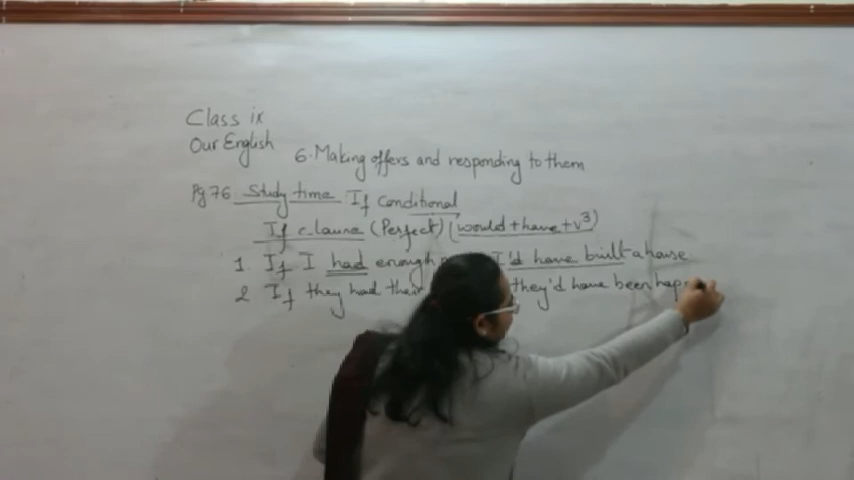 Class ix
Our English
6. Making offers and responding to them
Pg 76. Study time. If Conditional
If clause (Perfect) (would + have + v3)
1 If I had enough I'd have built a house
2 If they had their they'd have been hap